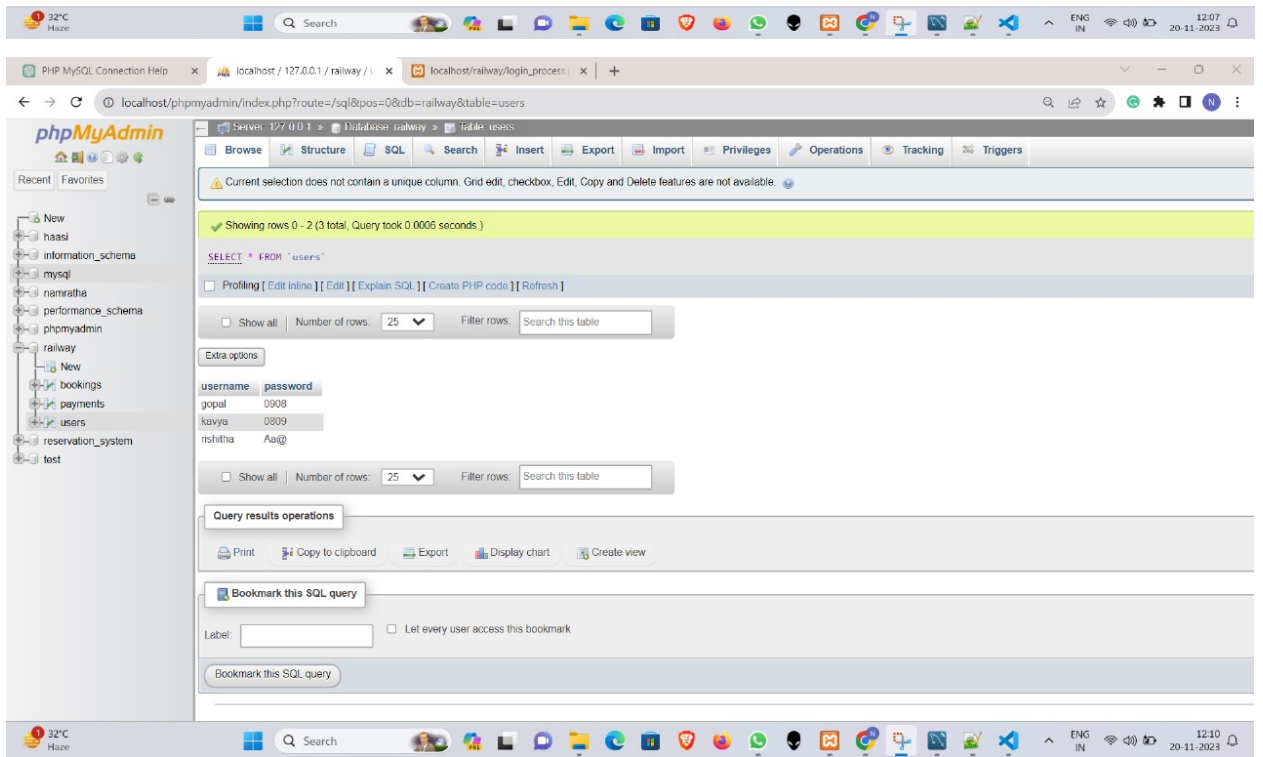 1 32°C Haze Search ENG IN 12:07 20-11-2023
PHP MySQL Connection Help localhost / 127.0.0.1 / railway / u localhost/railway/login_process.
localhost/phpmyadmin/index.php?route=/sql&pos=0&db=railway&table=users N
phpMyAdmin
Recent Favorites
New
haasi
information_schema
mysql
namratha
performance_schema
phpmyadmin
railway
New
bookings
payments
users
reservation_system
test
Server: 127.0.0.1 » Database: railway » Table: users
Browse Structure SQL Search Insert Export Import Privileges Operations Tracking Triggers
Current selection does not contain a unique column. Grid edit, checkbox, Edit, Copy and Delete features are not available.
Showing rows 0 - 2 (3 total, Query took 0.0006 seconds.)
SELECT * FROM `users`
Profiling [ Edit inline ] [ Edit ] [ Explain SQL ] [ Create PHP code ] [ Refresh ]
Show all Number of rows: 25 Filter rows: Search this table
Extra options
username password
gopal 0908
kavya 0809
rishitha Aa@
Show all Number of rows: 25 Filter rows: Search this table
Query results operations
Print Copy to clipboard Export Display chart Create view
Bookmark this SQL query
Label: Let every user access this bookmark
Bookmark this SQL query
1 32°C Haze Search ENG IN 12:10 20-11-2023